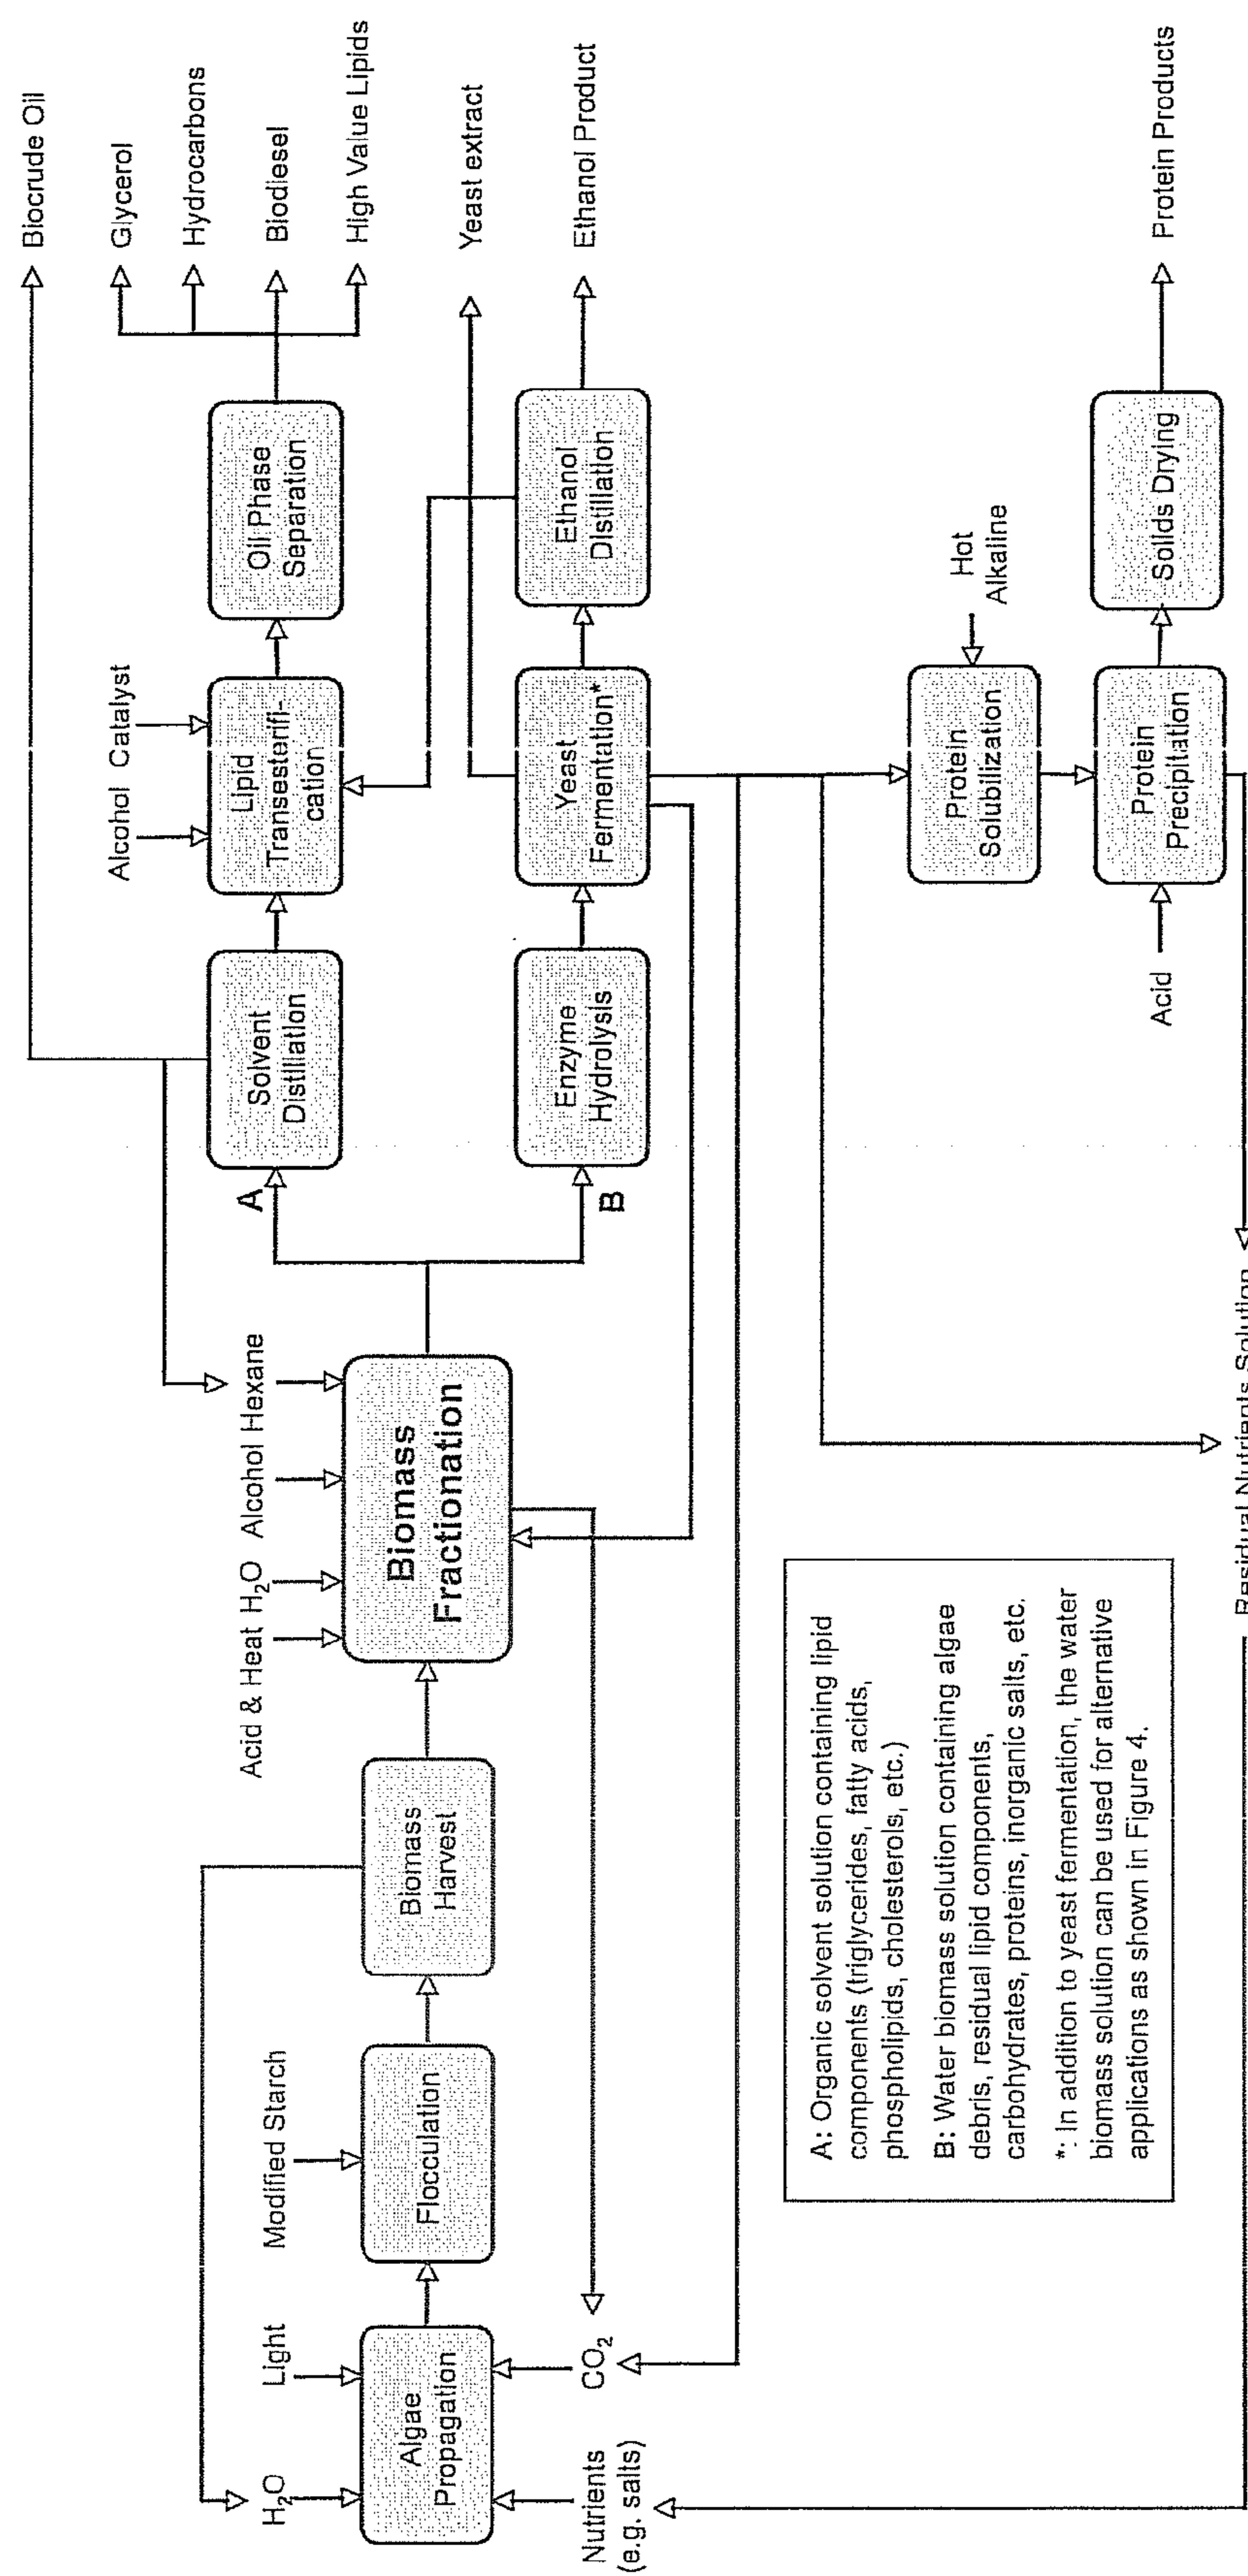 Biocrude Oil
Glycerol
Hydrocarbons
Biodiesel
High Value Lipids
Yeast extract
Ethanol Product
Protein Products
Alcohol Catalyst
Solvent
Distillation
Lipid
Transesterifi-
cation
Oil Phase
Separation
A
B
Enzyme
Hydrolysis
Yeast
Fermentation*
Ethanol
Distillation
Acid & Heat H₂O Alcohol Hexane
Biomass
Fractionation
Modified Starch
Flocculation
Biomass
Harvest
H₂O
Light
Algae
Propagation
Nutrients
(e.g. salts)
CO₂
Hot
Alkaline
Protein
Solubilization
Acid
Protein
Precipitation
Solids Drying
A: Organic solvent solution containing lipid
components (triglycerides, fatty acids,
phospholipids, cholesterols, etc.)
B: Water biomass solution containing algae
debris, residual lipid components,
carbohydrates, proteins, inorganic salts, etc.
*: In addition to yeast fermentation, the water
biomass solution can be used for alternative
applications as shown in Figure 4.
Residual Nutrients Solution